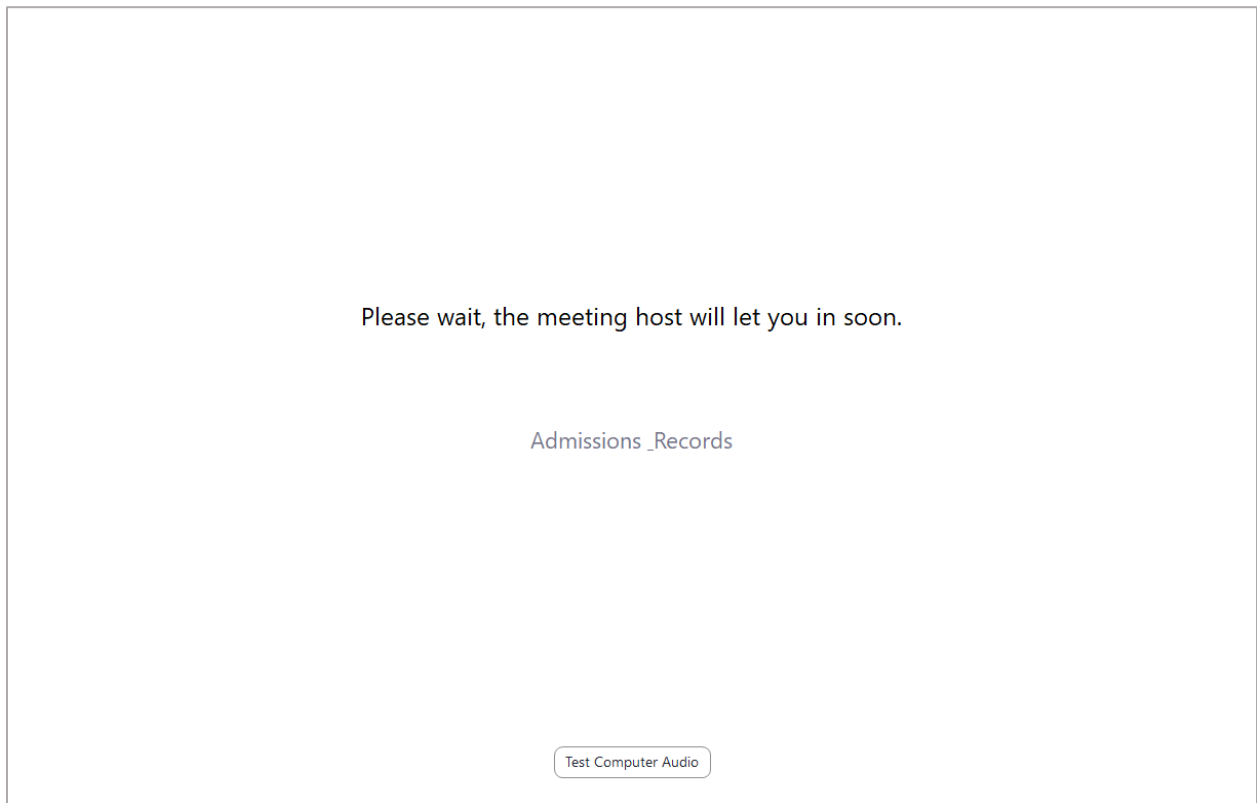 Please wait, the meeting host will let you in soon.
Admissions _Records
Test Computer Audio